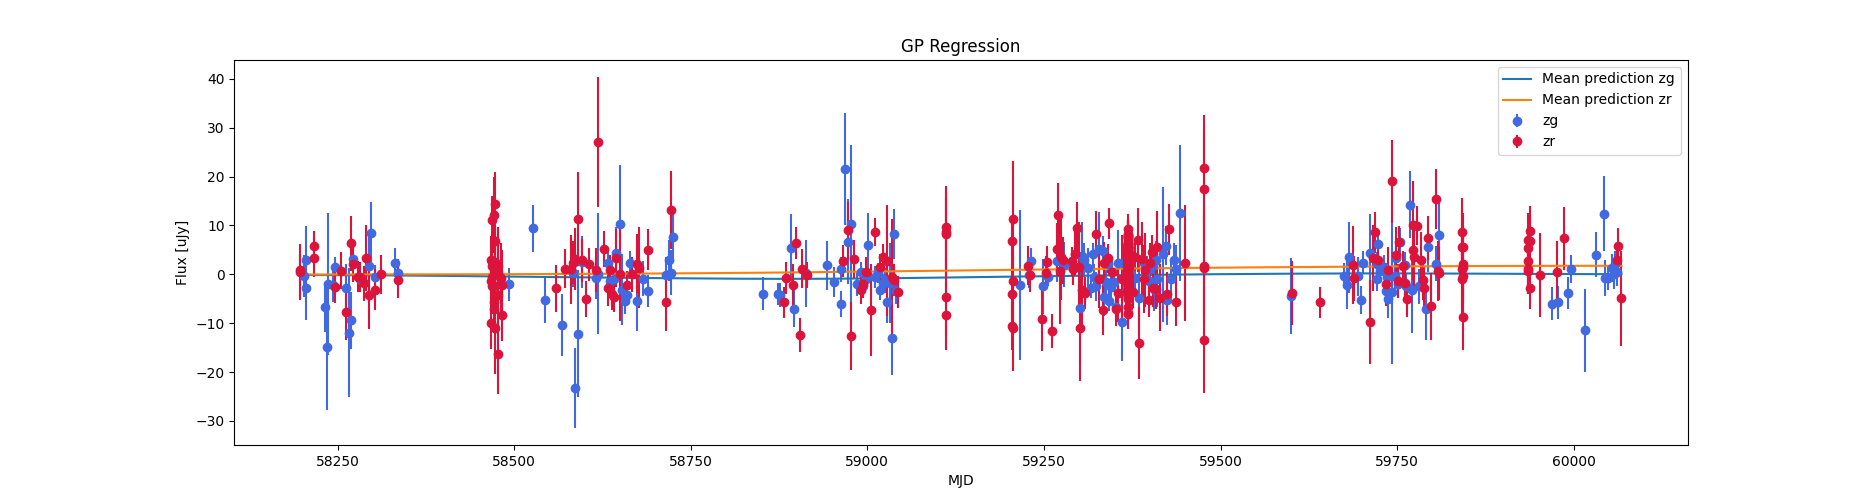 GP Regression
Flux [uJy]
40
30
20
10
0
−10
−20
−30
Mean prediction zg
Mean prediction zr
zg
zr
58250
58500
58750
59000
59250
59500
59750
60000
MJD